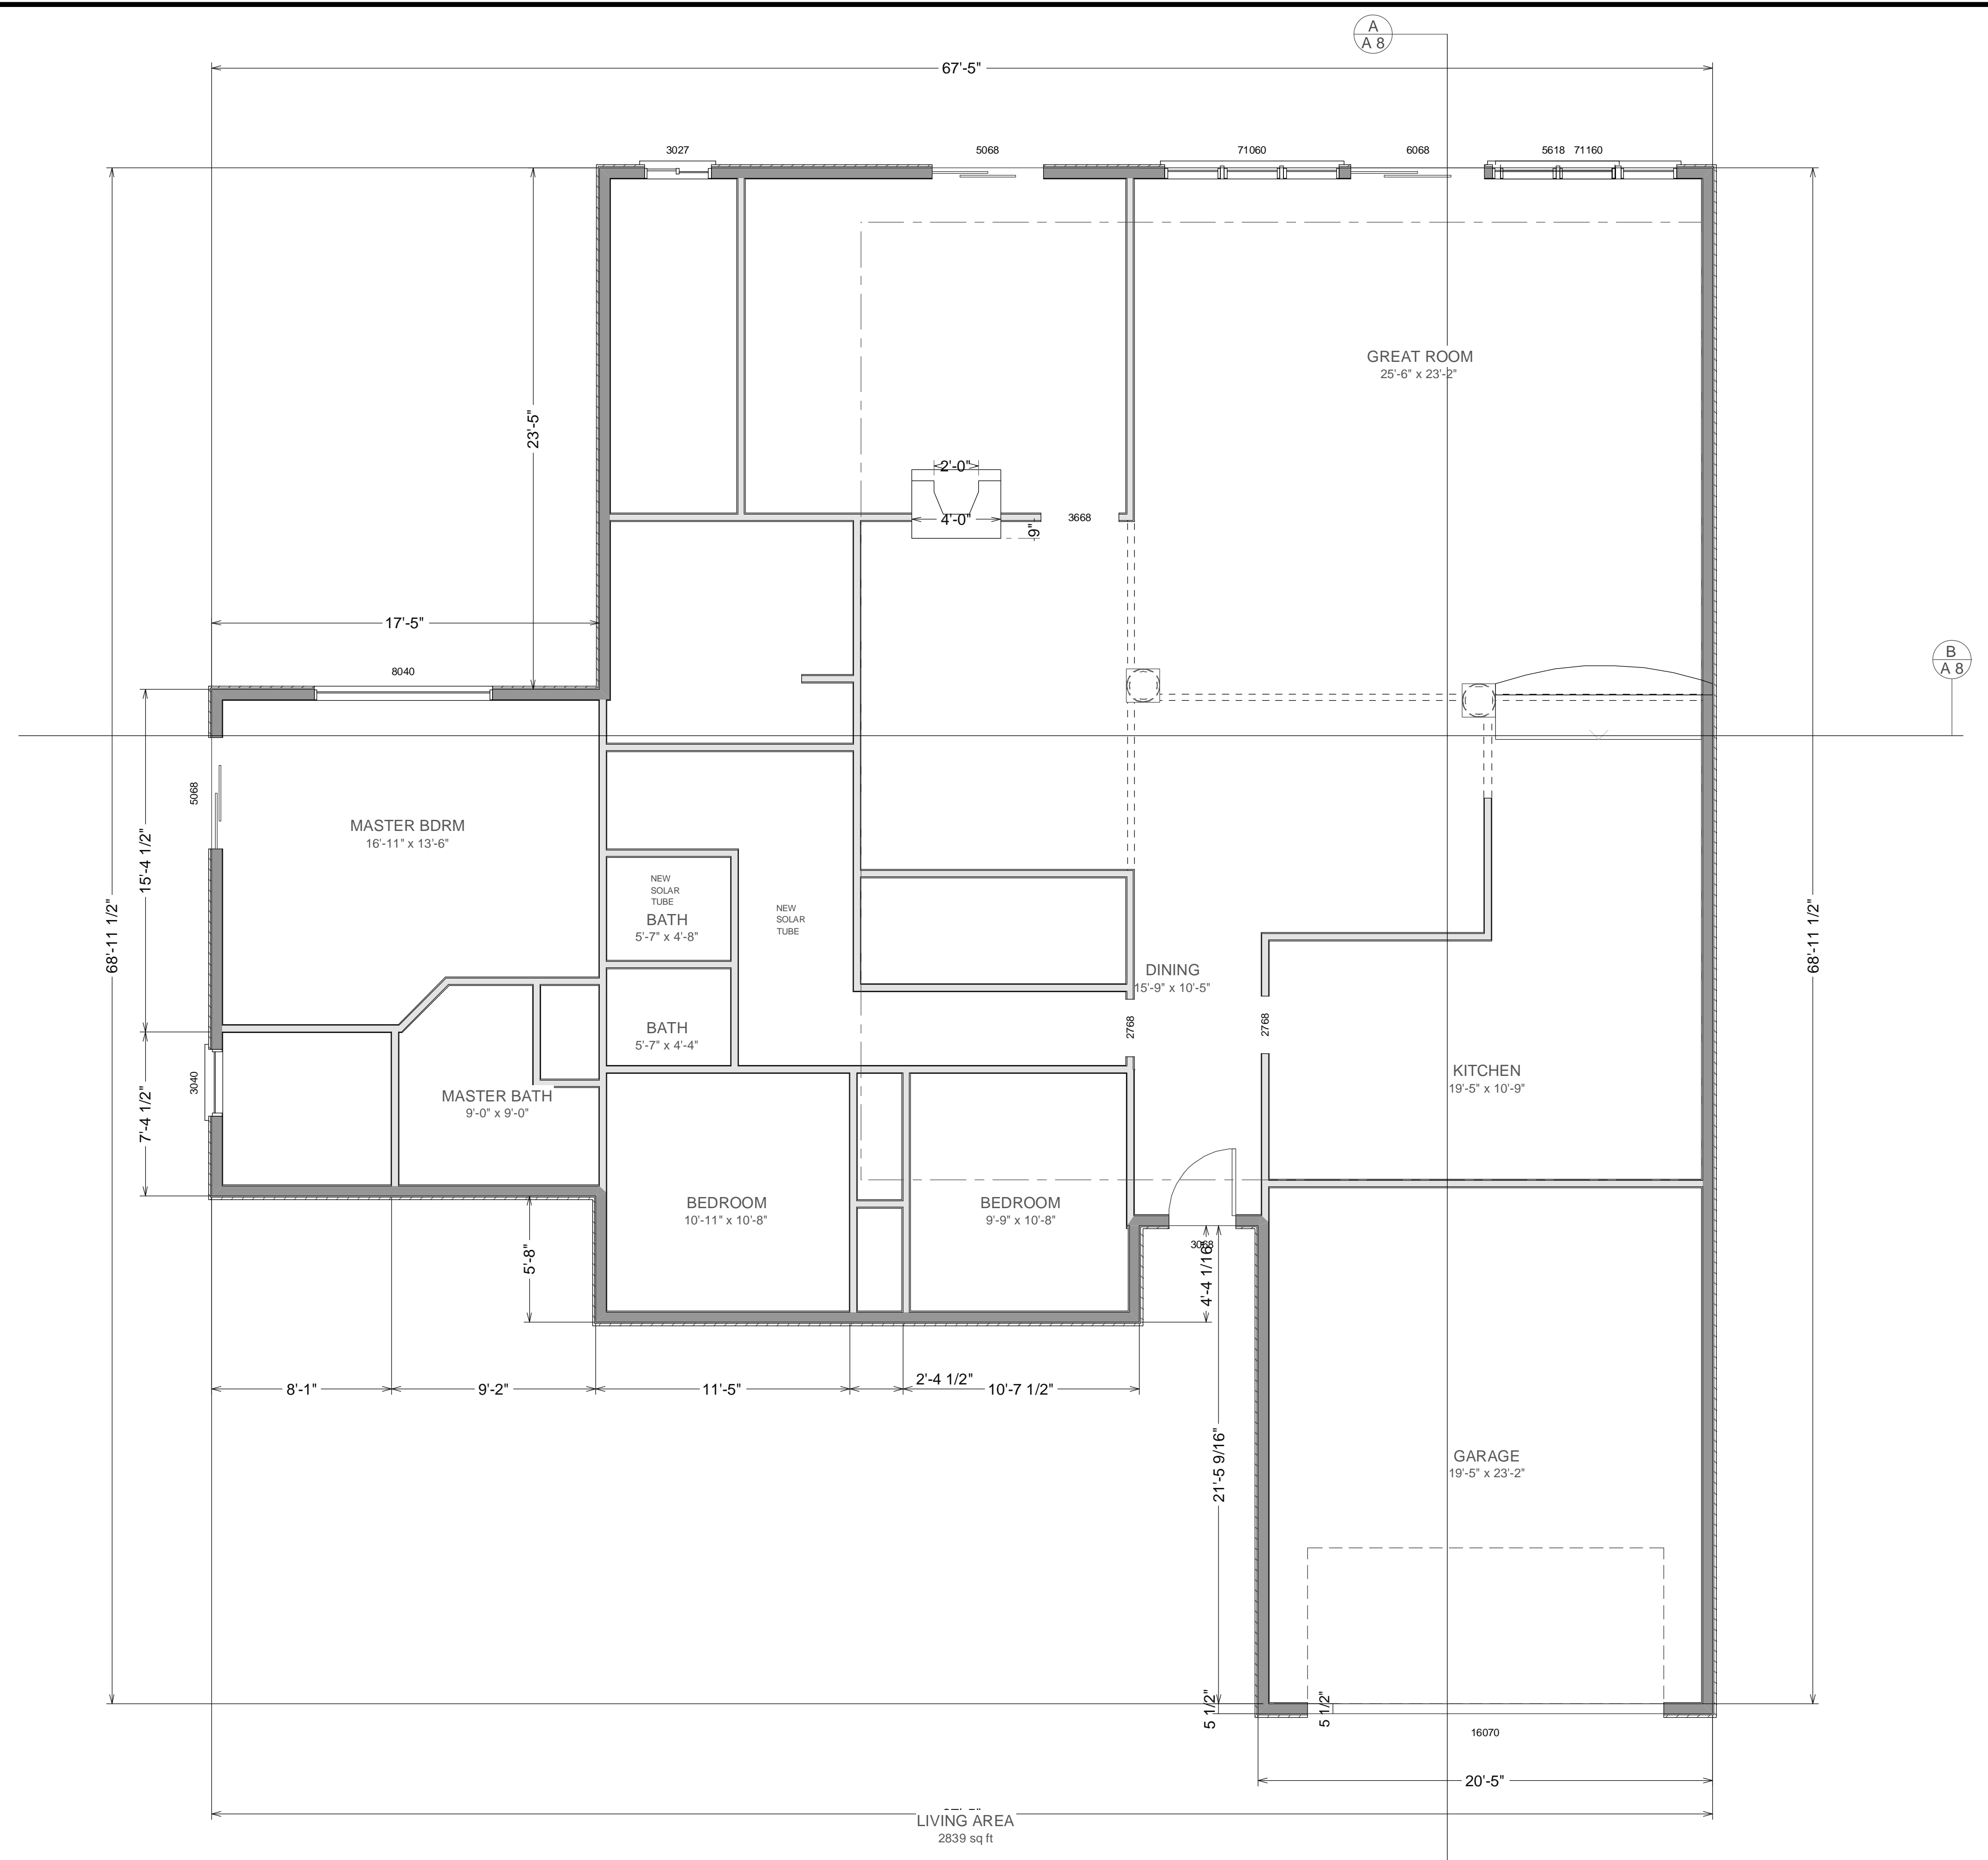 A
A 8
67'-5"
3027
5068
71060
6068
5618
71160
GREAT ROOM
25'-6" x 23'-2"
23'-5"
2'-0"
4'-0"
9"
3668
17'-5"
8040
B
A 8
5068
MASTER BDRM
16'-11" x 13'-6"
15'-4 1/2"
68'-11 1/2"
68'-11 1/2"
NEW
SOLAR
TUBE
BATH
5'-7" x 4'-8"
NEW
SOLAR
TUBE
DINING
15'-9" x 10'-5"
BATH
5'-7" x 4'-4"
2768
2768
3040
7'-4 1/2"
MASTER BATH
9'-0" x 9'-0"
KITCHEN
19'-5" x 10'-9"
BEDROOM
10'-11" x 10'-8"
BEDROOM
9'-9" x 10'-8"
5'-8"
3068
4'-4 1/16"
8'-1"
9'-2"
11'-5"
2'-4 1/2"
10'-7 1/2"
21'-5 9/16"
GARAGE
19'-5" x 23'-2"
5 1/2"
5 1/2"
16070
20'-5"
LIVING AREA
2839 sq ft